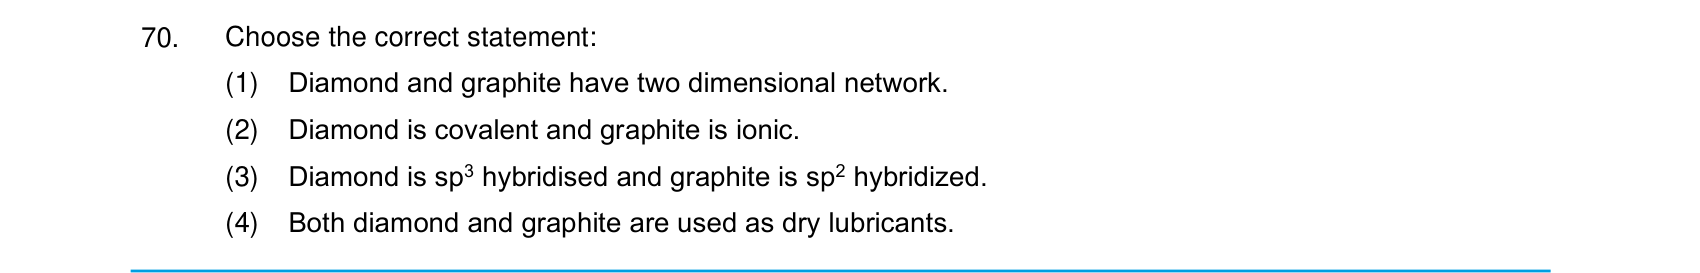 70. Choose the correct statement:
(1) Diamond and graphite have two dimensional network.
(2) Diamond is covalent and graphite is ionic.
(3) Diamond is sp³ hybridised and graphite is sp² hybridized.
(4) Both diamond and graphite are used as dry lubricants.